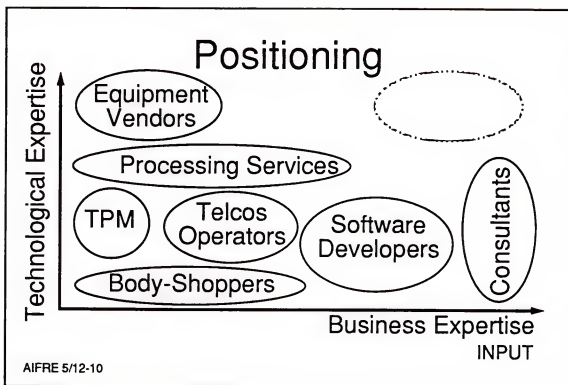 Positioning
Technological Expertise
Equipment
Vendors
Processing Services
TPM
Telcos
Operators
Software
Developers
Consultants
Body-Shoppers
Business Expertise
INPUT
AIFRE 5/12-10